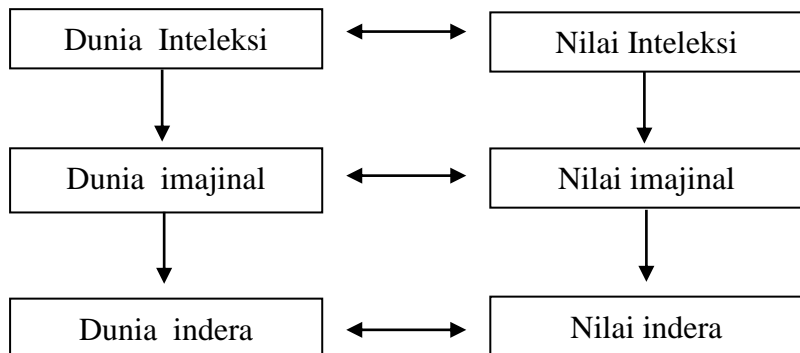 Dunia Inteleksi
Nilai Inteleksi
Dunia imajinal
Nilai imajinal
Dunia indera
Nilai indera